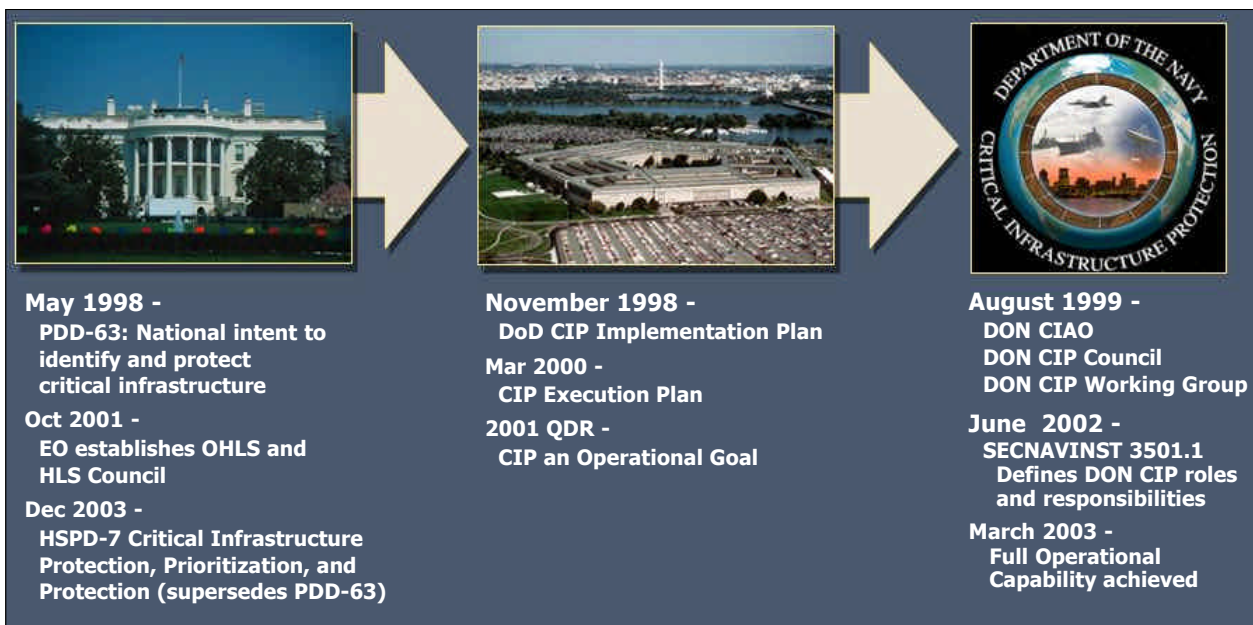 DEPARTMENT OF THE NAVY
CRITICAL INFRASTRUCTURE PROTECTION
May 1998 -
PDD-63: National intent to
identify and protect
critical infrastructure
Oct 2001 -
EO establishes OHLS and
HLS Council
Dec 2003 -
HSPD-7 Critical Infrastructure
Protection, Prioritization, and
Protection (supersedes PDD-63)
November 1998 -
DoD CIP Implementation Plan
Mar 2000 -
CIP Execution Plan
2001 QDR -
CIP an Operational Goal
August 1999 -
DON CIAO
DON CIP Council
DON CIP Working Group
June 2002 -
SECNAVINST 3501.1
Defines DON CIP roles
and responsibilities
March 2003 -
Full Operational
Capability achieved